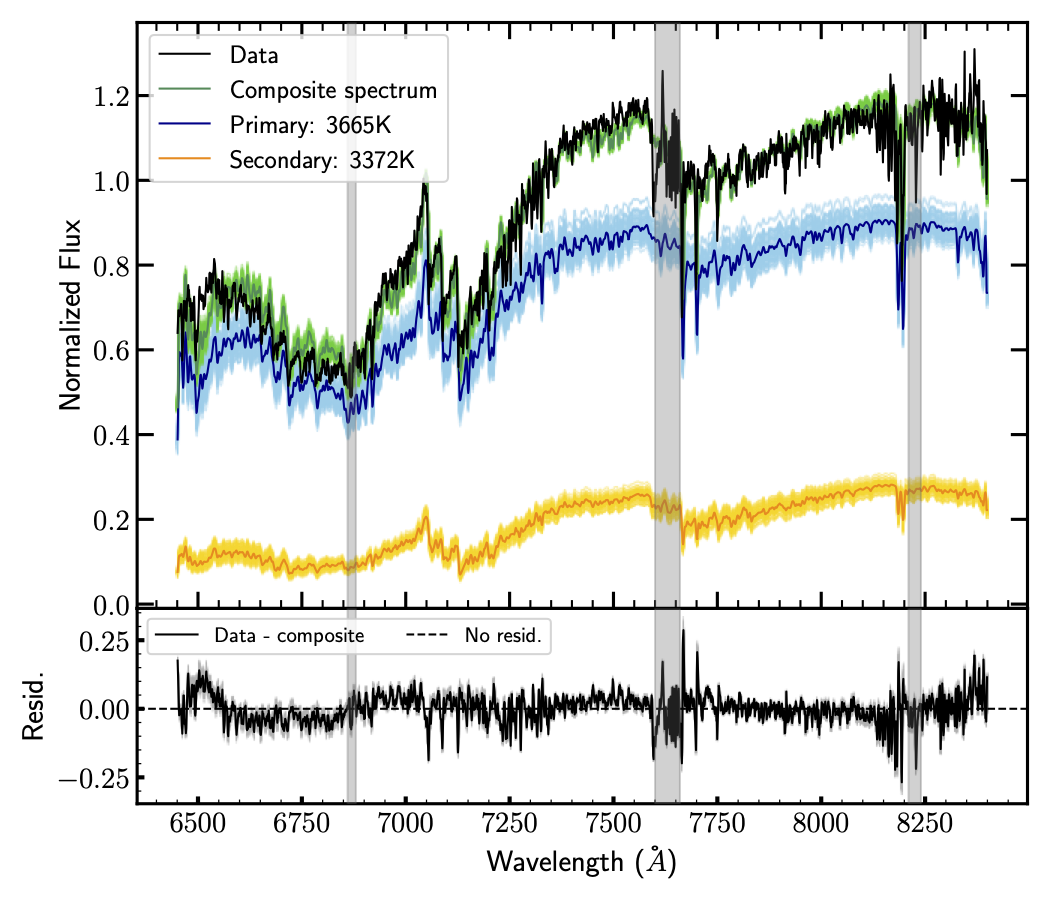 Data
Composite spectrum
Primary: 3665K
Secondary: 3372K
Normalized Flux
1.2
1.0
0.8
0.6
0.4
0.2
0.0
Data - composite
No resid.
Resid.
0.25
0.00
−0.25
6500 6750 7000 7250 7500 7750 8000 8250
Wavelength (Å)